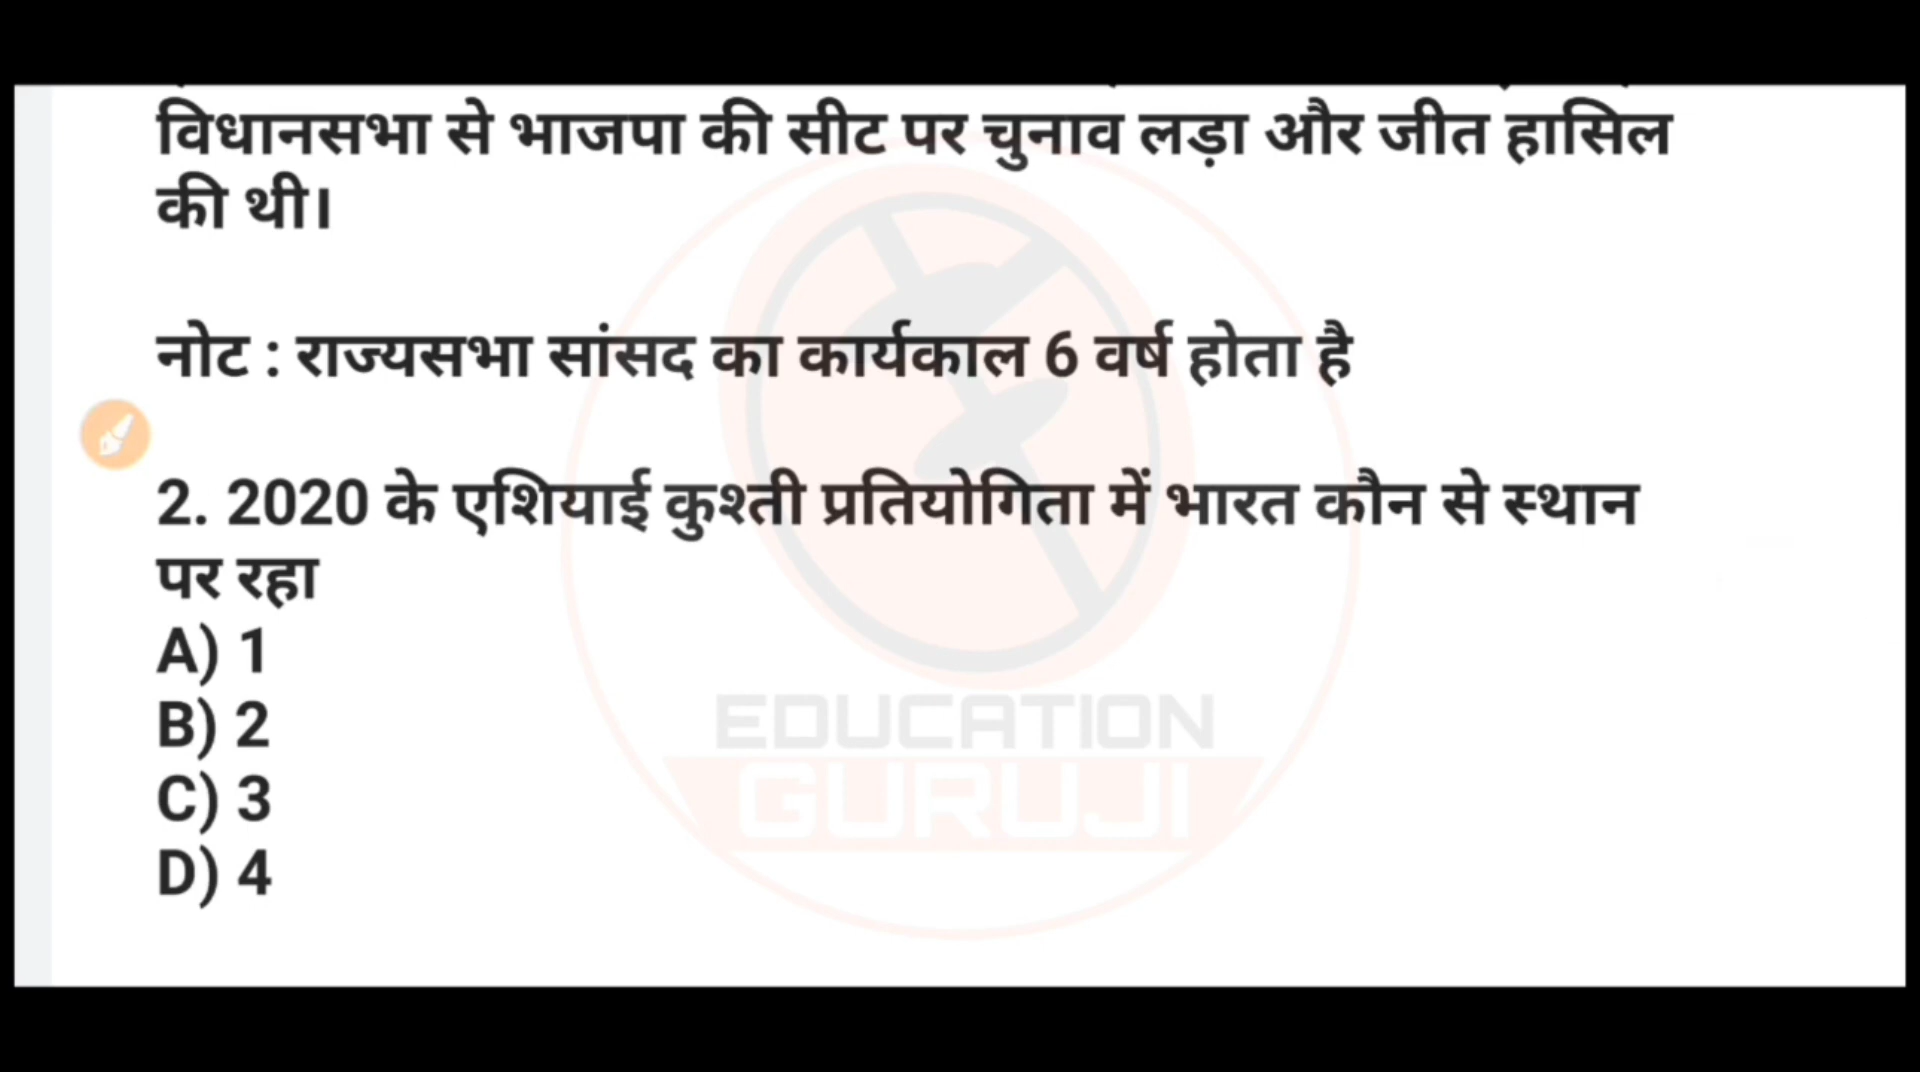 विधानसभा से भाजपा की सीट पर चुनाव लड़ा और जीत हासिल
की थी।
नोट : राज्यसभा सांसद का कार्यकाल 6 वर्ष होता है
2. 2020 के एशियाई कुश्ती प्रतियोगिता में भारत कौन से स्थान
पर रहा
A) 1
B) 2
C) 3
D) 4
EDUCATION
GURUJI